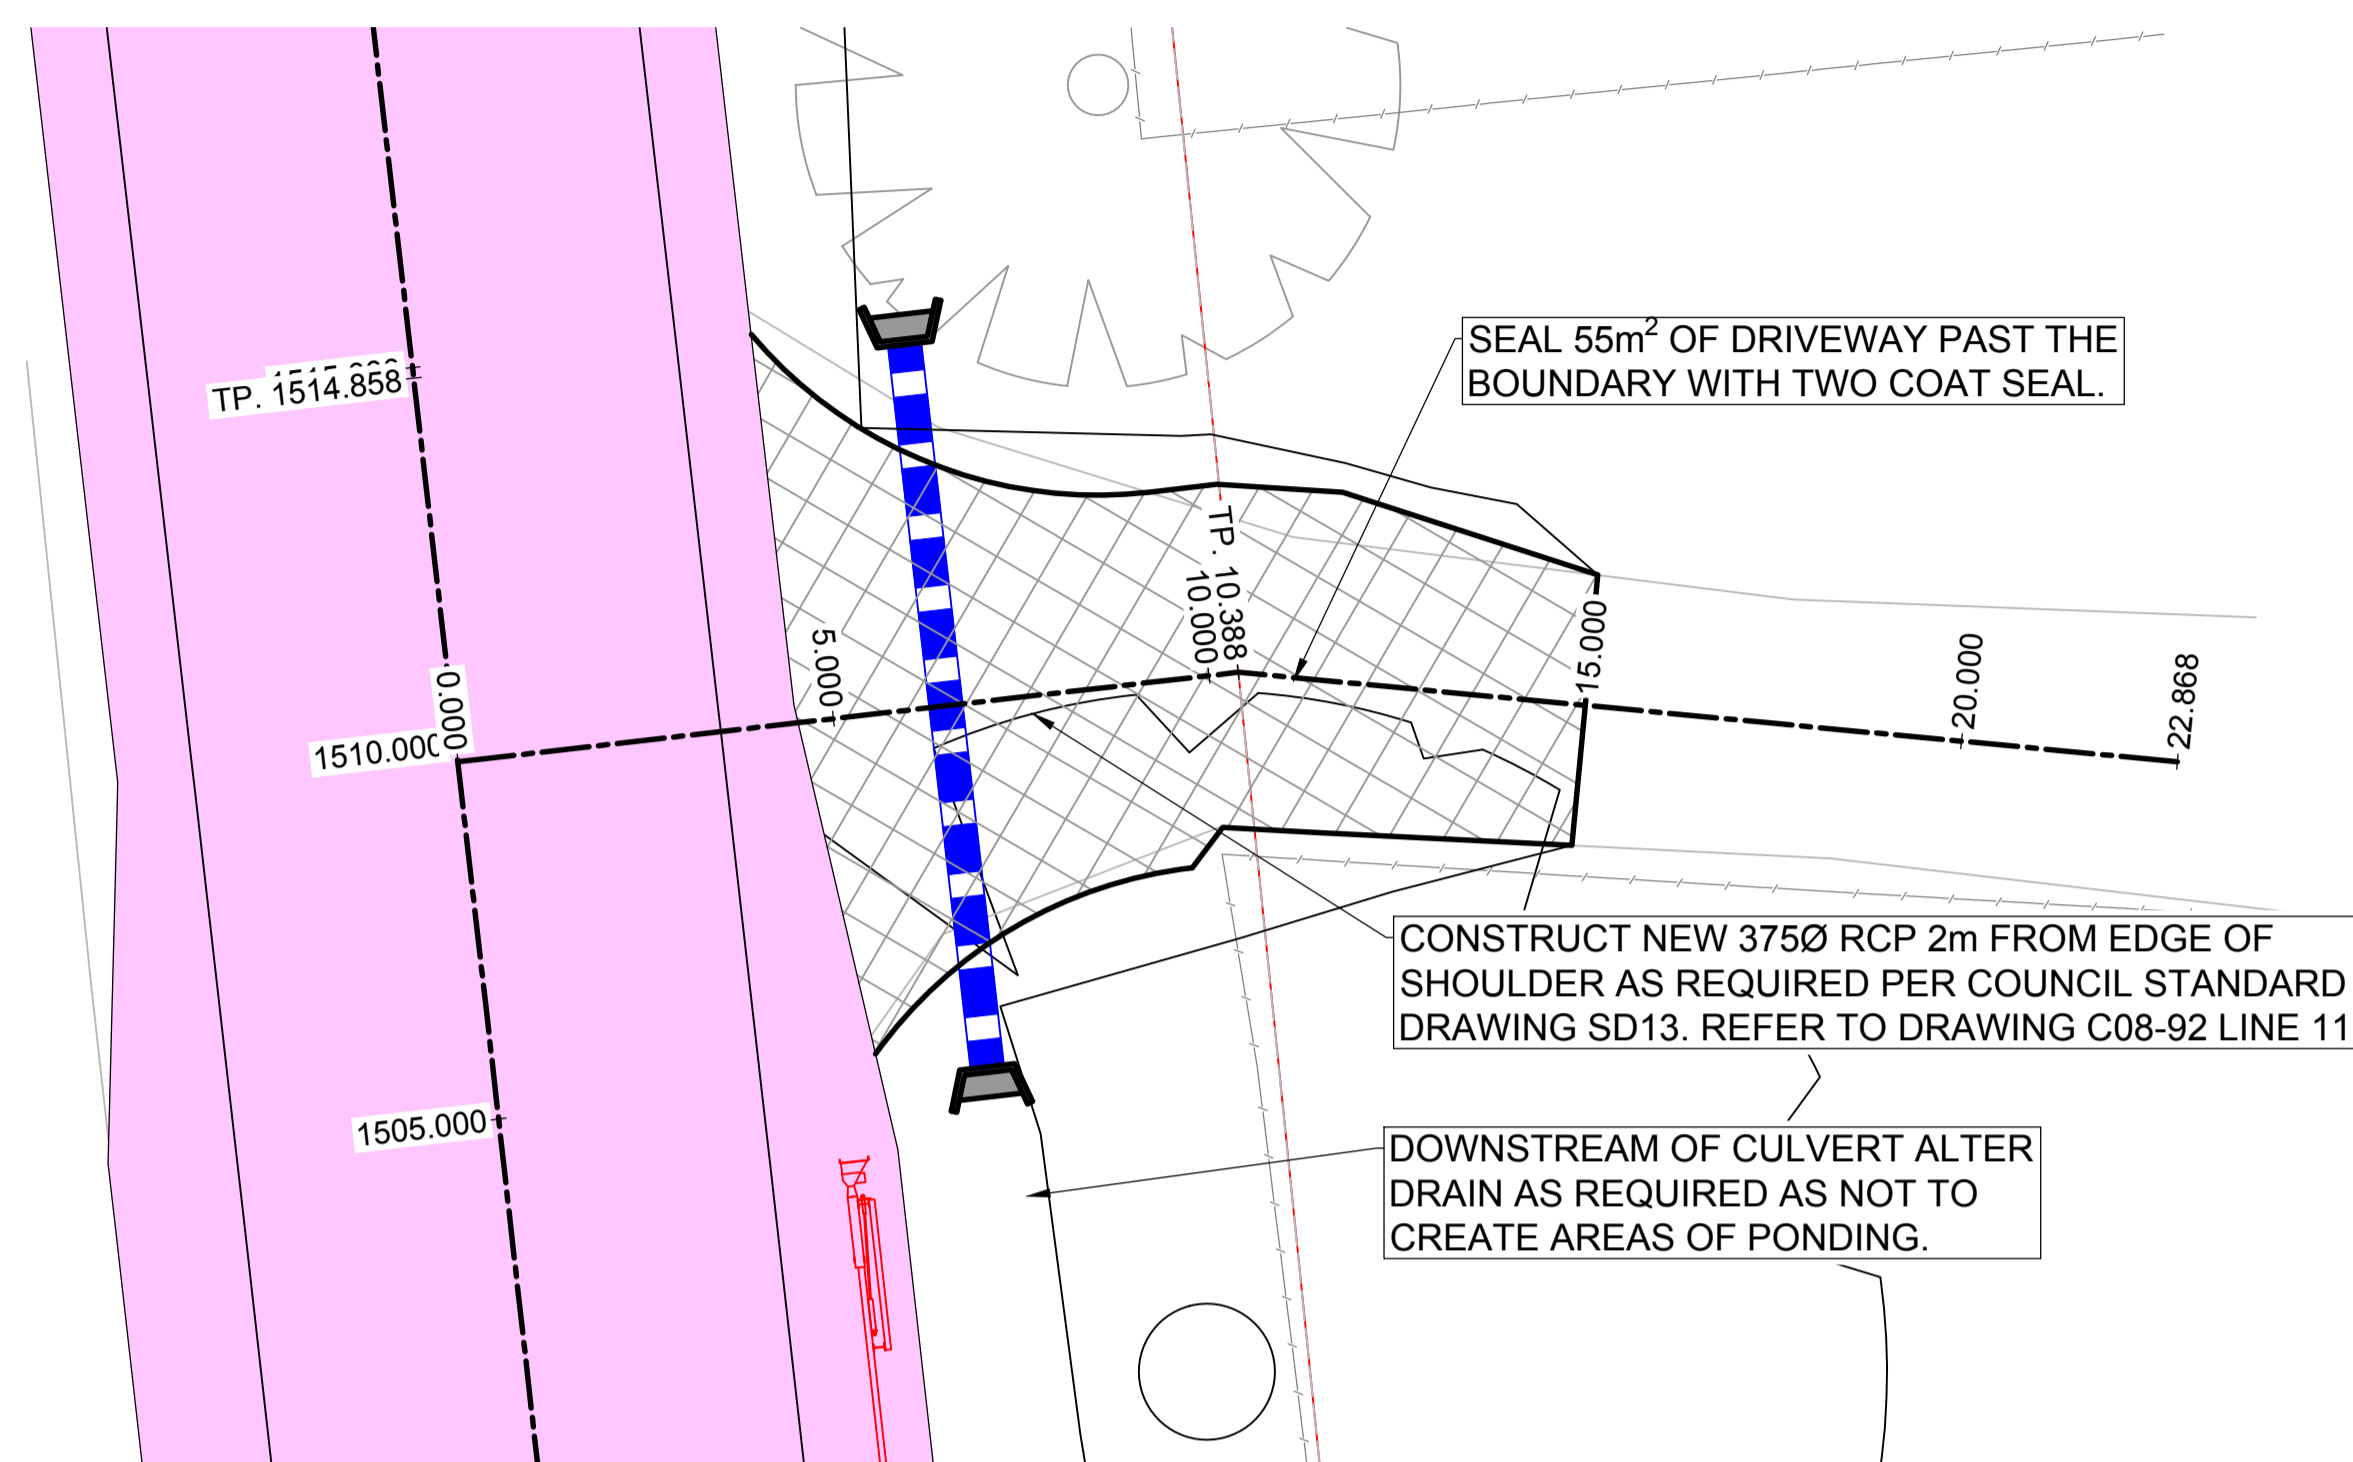 SEAL 55m² OF DRIVEWAY PAST THE
BOUNDARY WITH TWO COAT SEAL.
TP. 1514.858
TP. 10.388
10.000
15.000
5.000
20.000
22.868
0.000
1510.000
CONSTRUCT NEW 375Ø RCP 2m FROM EDGE OF
SHOULDER AS REQUIRED PER COUNCIL STANDARD
DRAWING SD13. REFER TO DRAWING C08-92 LINE 11
1505.000
DOWNSTREAM OF CULVERT ALTER
DRAIN AS REQUIRED AS NOT TO
CREATE AREAS OF PONDING.